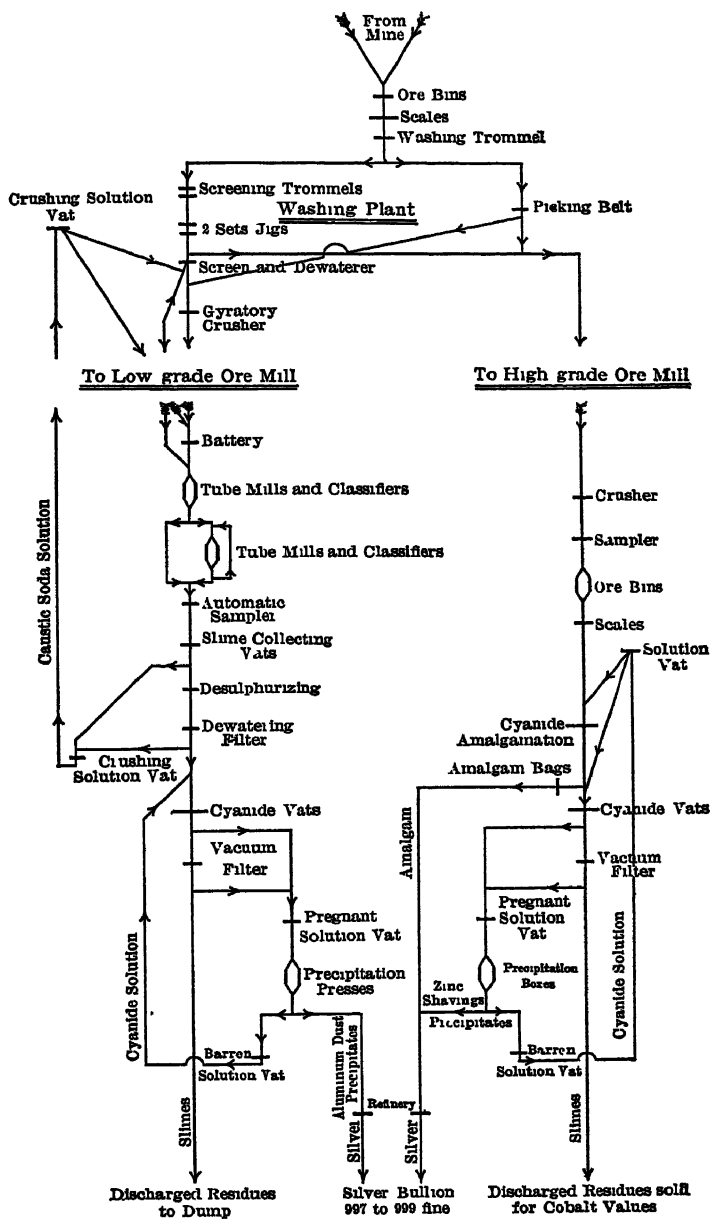 From
Mine
Ore Bins
Scales
Washing Trommel
Screening Trommels
Crushing Solution
Vat
Washing Plant
Picking Belt
2 Sets Jigs
Screen and Dewaterer
Gyratory
Crusher
To Low grade Ore Mill
To High grade Ore Mill
Battery
Tube Mills and Classifiers
Crusher
Sampler
Tube Mills and Classifiers
Ore Bins
Caustic Soda Solution
Automatic
Sampler
Scales
Slime Collecting
Vats
Solution
Vat
Desulphurizing
Dewatering
Filter
Cyanide
Amalgamation
Crushing
Solution Vat
Amalgam Bags
Cyanide Vats
Cyanide Vats
Amalgam
Vacuum
Filter
Vacuum
Filter
Pregnant
Solution Vat
Pregnant
Solution
Vat
Cyanide Solution
Precipitation
Presses
Precipitation
Boxes
Cyanide Solution
Zinc
Shavings
Precipitates
Barren
Solution Vat
Aluminum Dust
Precipitates
Barren
Solution Vat
Refinery
Slimes
Silver
Silver
Slimes
Discharged Residues
to Dump
Silver Bullion
997 to 999 fine
Discharged Residues sold
for Cobalt Values